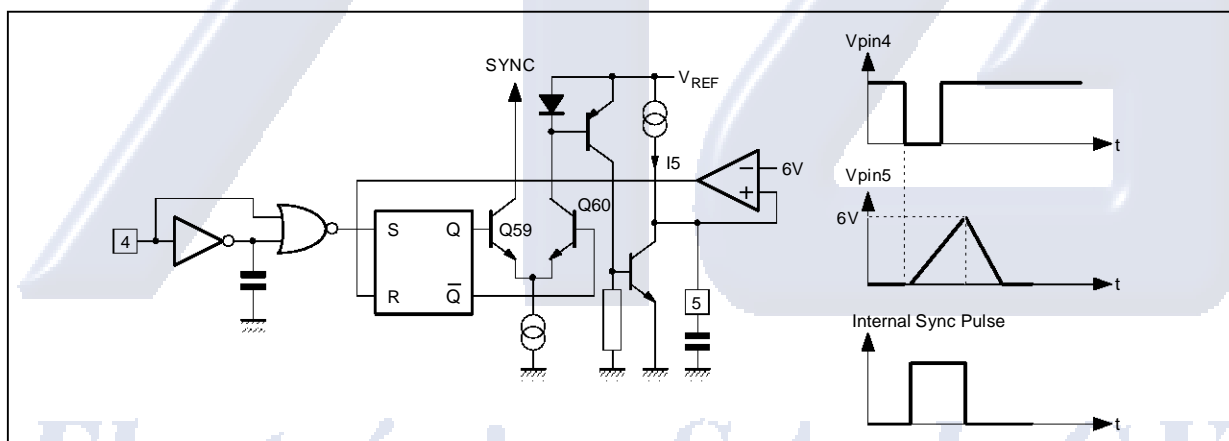 SYNC
V_REF
I5
6V
Q59
Q60
4
S
Q
R
Q̅
5
Vpin4
t
Vpin5
6V
t
Internal Sync Pulse
t